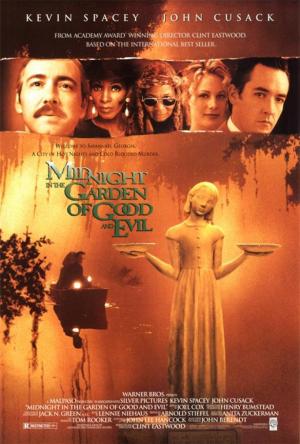 KEVIN SPACEY JOHN CUSACK
FROM ACADEMY AWARD WINNING DIRECTOR CLINT EASTWOOD.
BASED ON THE INTERNATIONAL BEST SELLER.
WELCOME TO SAVANNAH, GEORGIA.
A CITY OF HOT NIGHTS AND COLD BLOODED MURDER.
MIDNIGHT
IN THE GARDEN
OF GOOD
AND EVIL
WARNER BROS.
A MALPASO SILVER PICTURES KEVIN SPACEY JOHN CUSACK
"MIDNIGHT IN THE GARDEN OF GOOD AND EVIL" JOEL COX HENRY BUMSTEAD
JACK N. GREEN LENNIE NIEHAUS ARNOLD STIEFEL ANITA ZUCKERMAN
TOM ROOKER JOHN LEE HANCOCK JOHN BERENDT
CLINT EASTWOOD
R